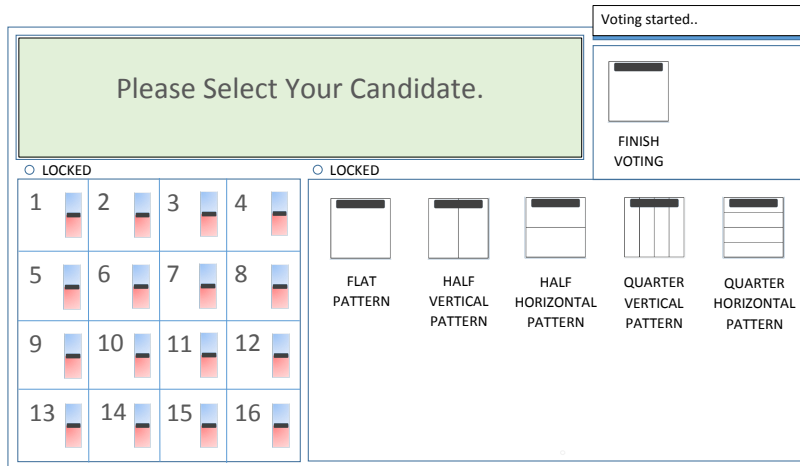 Voting started..
Please Select Your Candidate.
FINISH
VOTING
LOCKED
LOCKED
1 2 3 4
5 6 7 8
9 10 11 12
13 14 15 16
FLAT
PATTERN
HALF
VERTICAL
PATTERN
HALF
HORIZONTAL
PATTERN
QUARTER
VERTICAL
PATTERN
QUARTER
HORIZONTAL
PATTERN